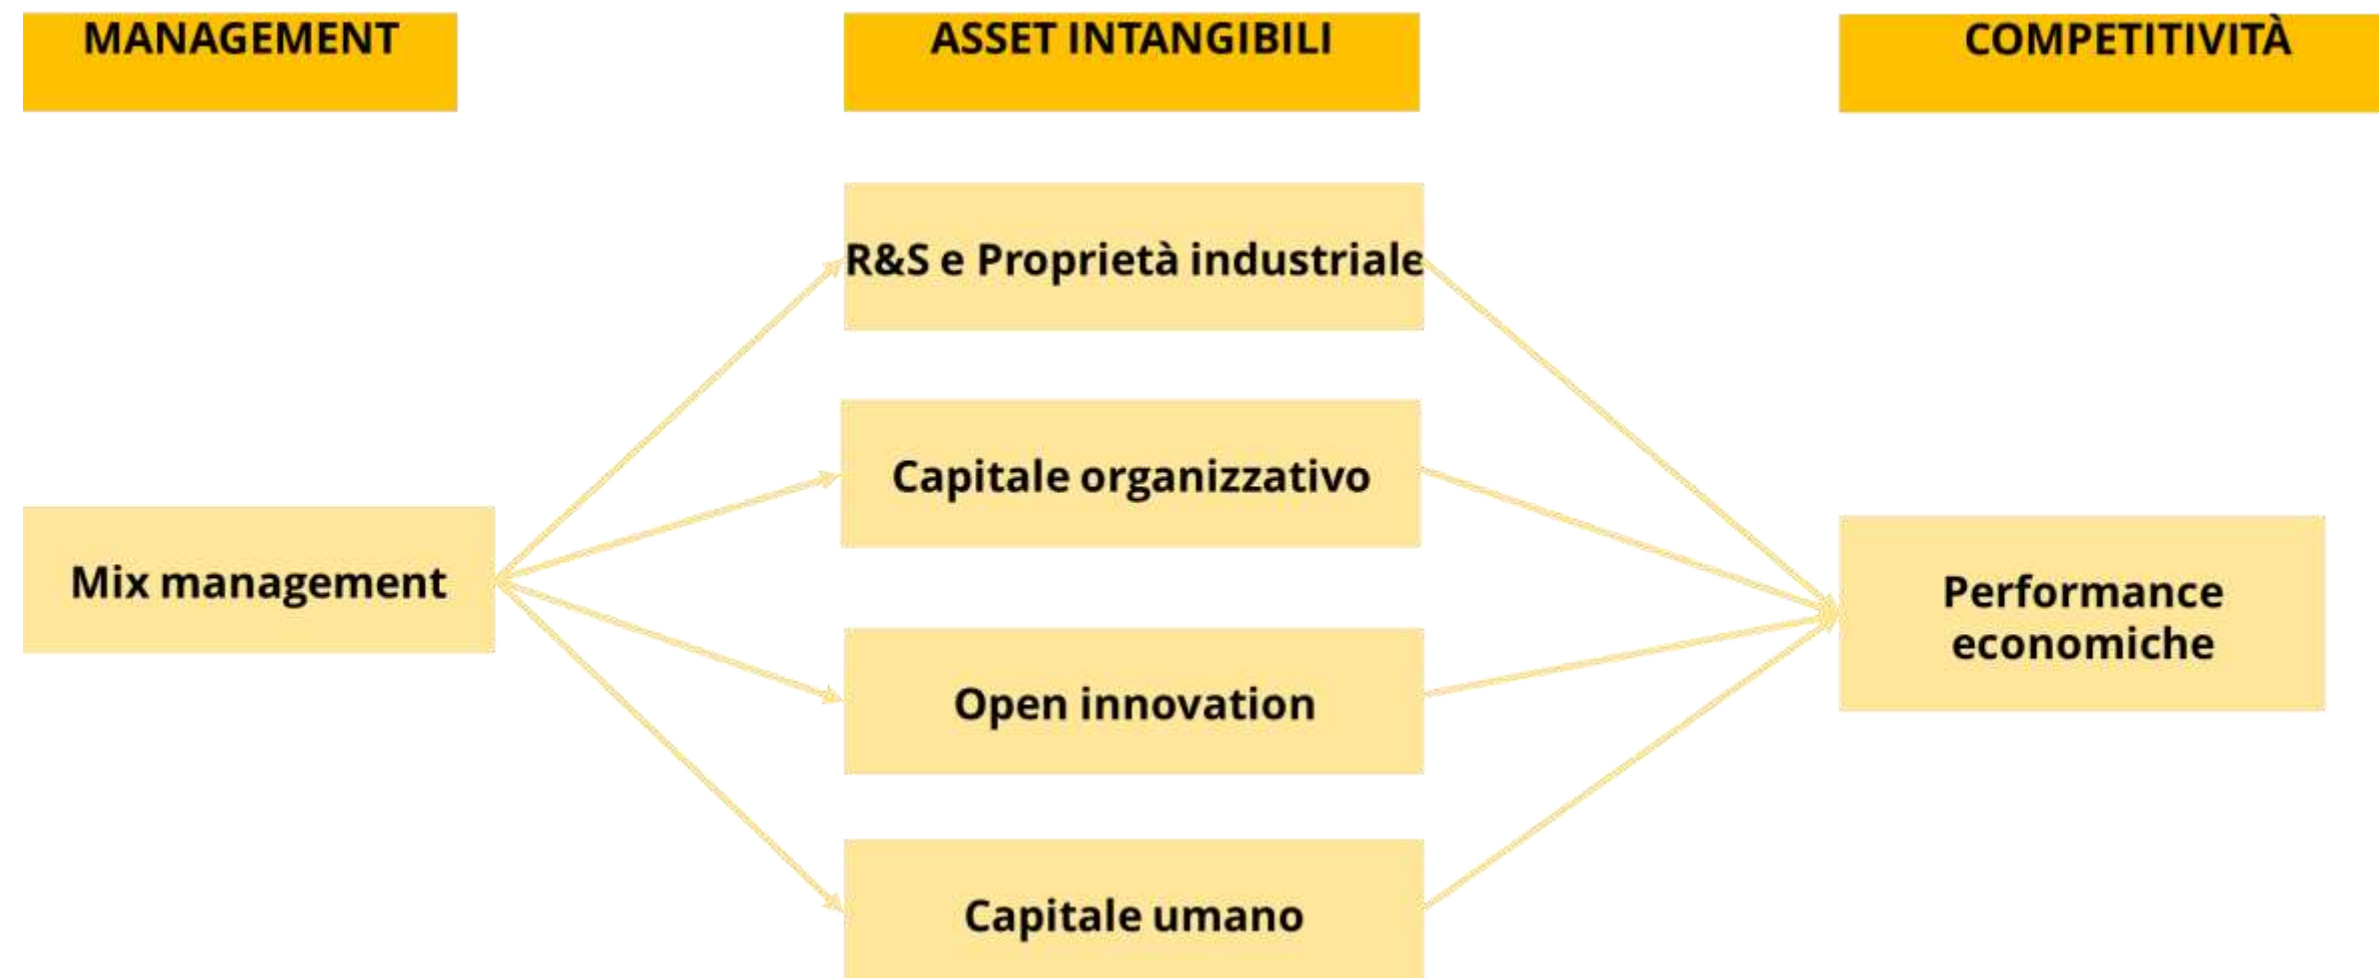 MANAGEMENT
ASSET INTANGIBILI
COMPETITIVITÀ
R&S e Proprietà industriale
Capitale organizzativo
Mix management
Performance
economiche
Open innovation
Capitale umano